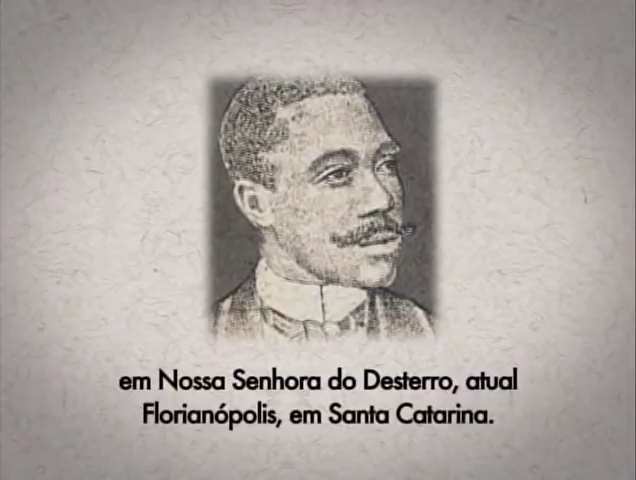 em Nossa Senhora do Desterro, atual
Florianópolis, em Santa Catarina.